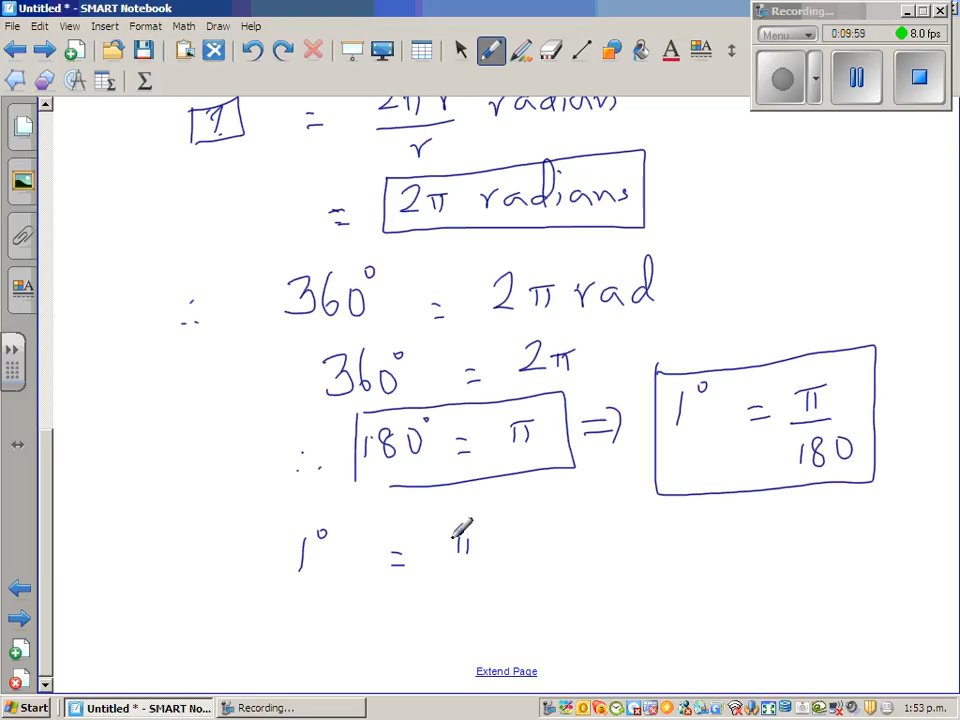 Untitled * - SMART Notebook
Recording...
File Edit View Insert Format Math Draw Help
Menu 0:09:59 8.0 fps
? = 2πr/r radians
= 2π radians
∴ 360° = 2π rad
360° = 2π
∴ 180° = π ⇒ 1° = π/180
1° = π
Extend Page
Start Untitled * - SMART No... Recording... 1:53 p.m.